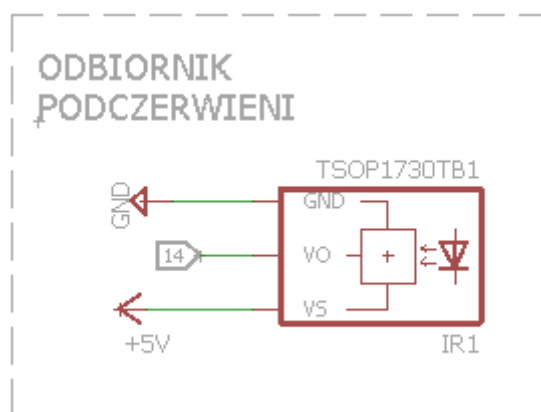 ODBIORNIK
PODCZERWIENI
TSOP1730TB1
GND
GND
14
VO
VS
+5V
IR1